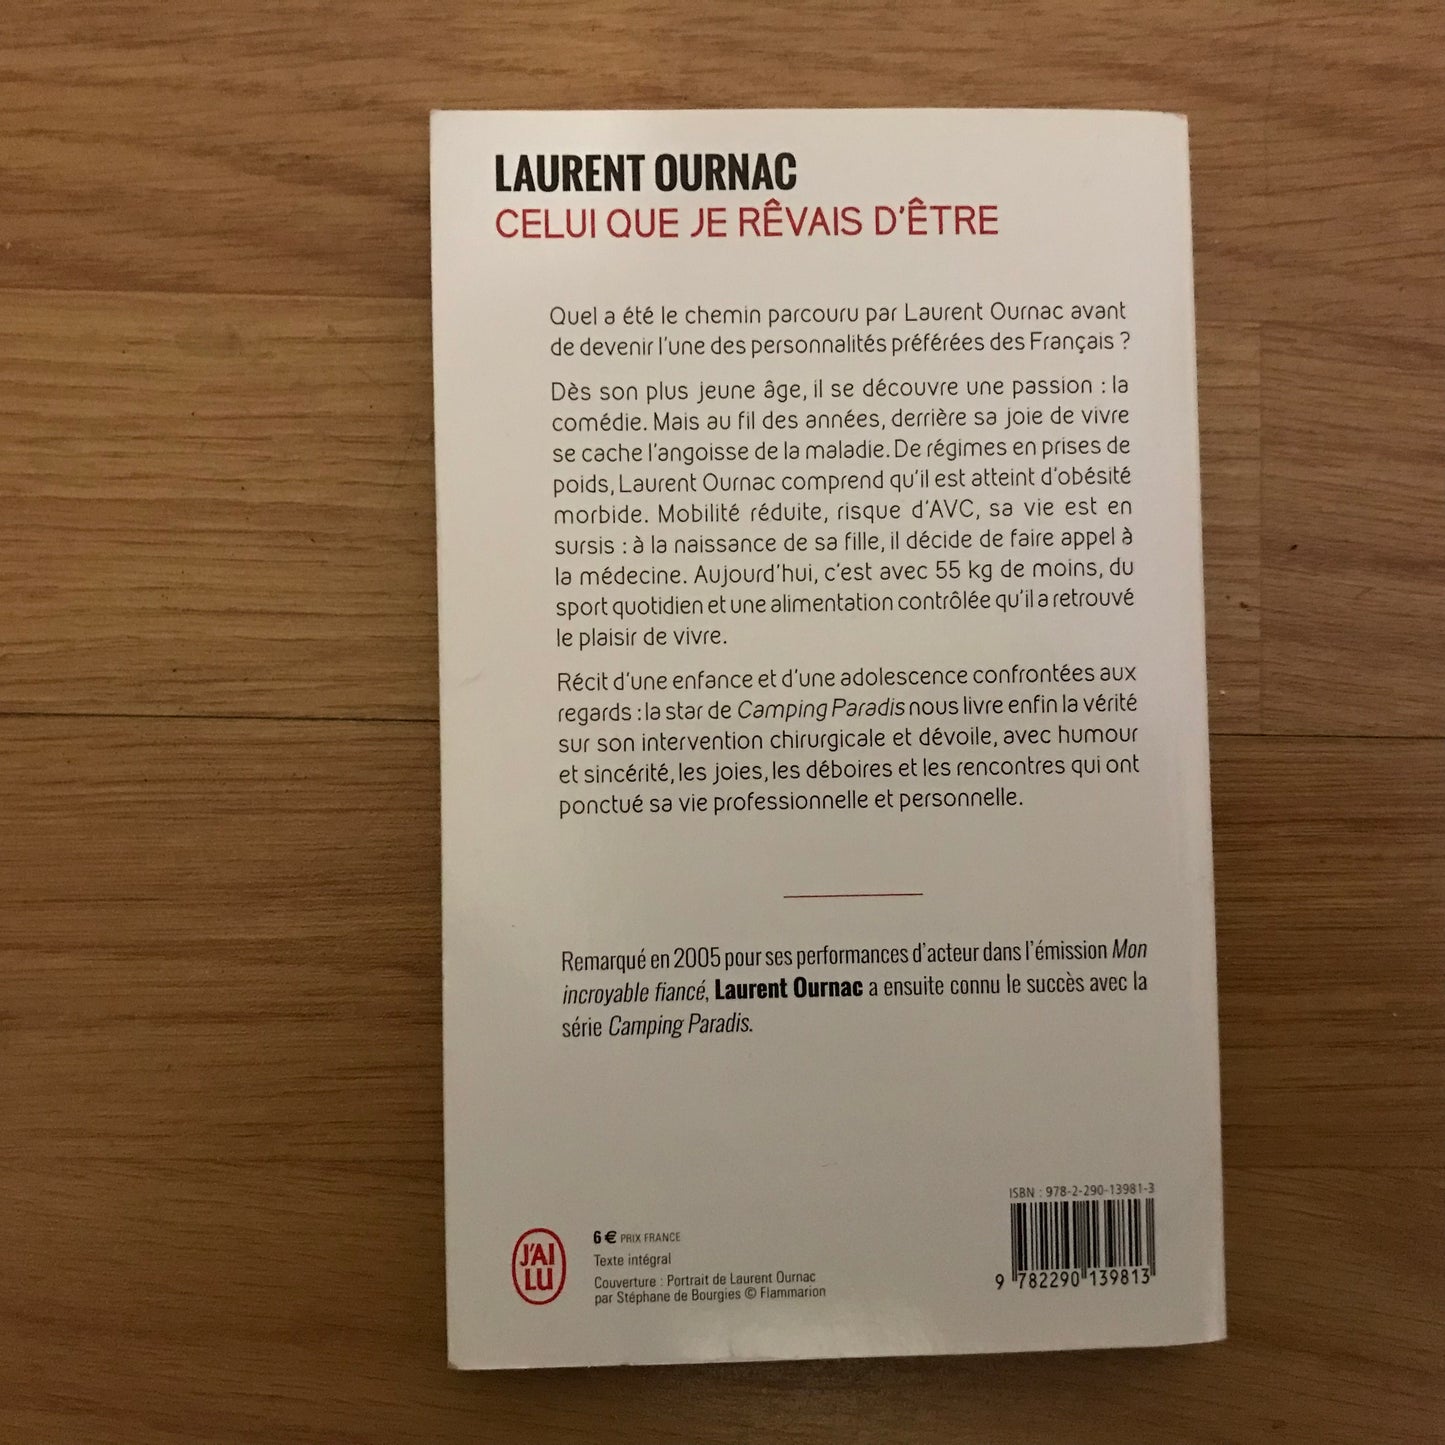 LAURENT OURNAC
CELUI QUE JE RÊVAIS D'ÊTRE
Quel a été le chemin parcouru par Laurent Ournac avant
de devenir l'une des personnalités préférées des Français ?
Dès son plus jeune âge, il se découvre une passion : la
comédie. Mais au fil des années, derrière sa joie de vivre
se cache l'angoisse de la maladie. De régimes en prises de
poids, Laurent Ournac comprend qu'il est atteint d'obésité
morbide. Mobilité réduite, risque d'AVC, sa vie est en
sursis : à la naissance de sa fille, il décide de faire appel à
la médecine. Aujourd'hui, c'est avec 55 kg de moins, du
sport quotidien et une alimentation contrôlée qu'il a retrouvé
le plaisir de vivre.
Récit d'une enfance et d'une adolescence confrontées aux
regards : la star de Camping Paradis nous livre enfin la vérité
sur son intervention chirurgicale et dévoile, avec humour
et sincérité, les joies, les déboires et les rencontres qui ont
ponctué sa vie professionnelle et personnelle.
Remarqué en 2005 pour ses performances d'acteur dans l'émission Mon
incroyable fiancé, Laurent Ournac a ensuite connu le succès avec la
série Camping Paradis.
J'AI
LU
6 € PRIX FRANCE
Texte intégral
Couverture : Portrait de Laurent Ournac
par Stéphane de Bourgies © Flammarion
ISBN : 978-2-290-13981-3
9 782290 139813